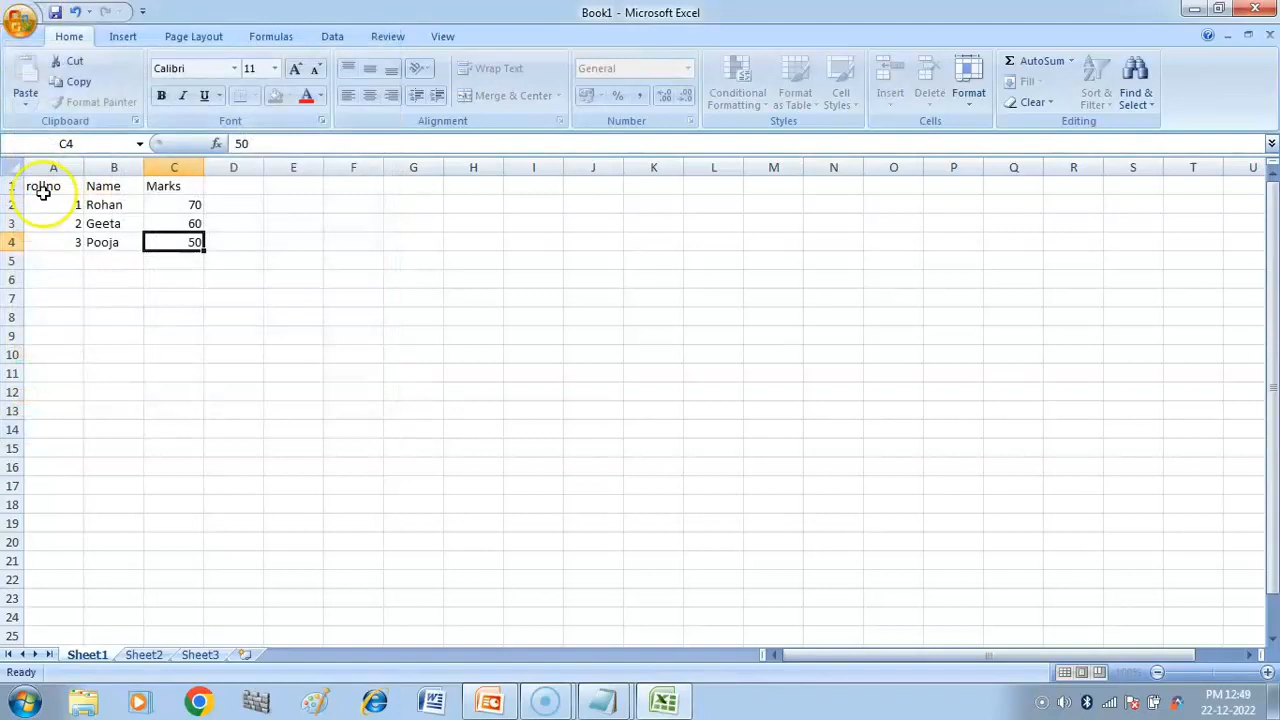 Book1 - Microsoft Excel
Home Insert Page Layout Formulas Data Review View
Paste Cut Copy Format Painter Clipboard
Calibri 11 A A B I U A Font
Wrap Text Merge & Center Alignment
General % , Number
Conditional Formatting Format as Table Cell Styles Styles
Insert Delete Format Cells
Σ AutoSum Fill Clear Sort & Filter Find & Select Editing
C4 fx 50
A B C D E F G H I J K L M N O P Q R S T U
1 rollno Name Marks
2 1 Rohan 70
3 2 Geeta 60
4 3 Pooja 50
5
6
7
8
9
10
11
12
13
14
15
16
17
18
19
20
21
22
23
24
25
Sheet1 Sheet2 Sheet3
Ready 100%
PM 12:49
22-12-2022